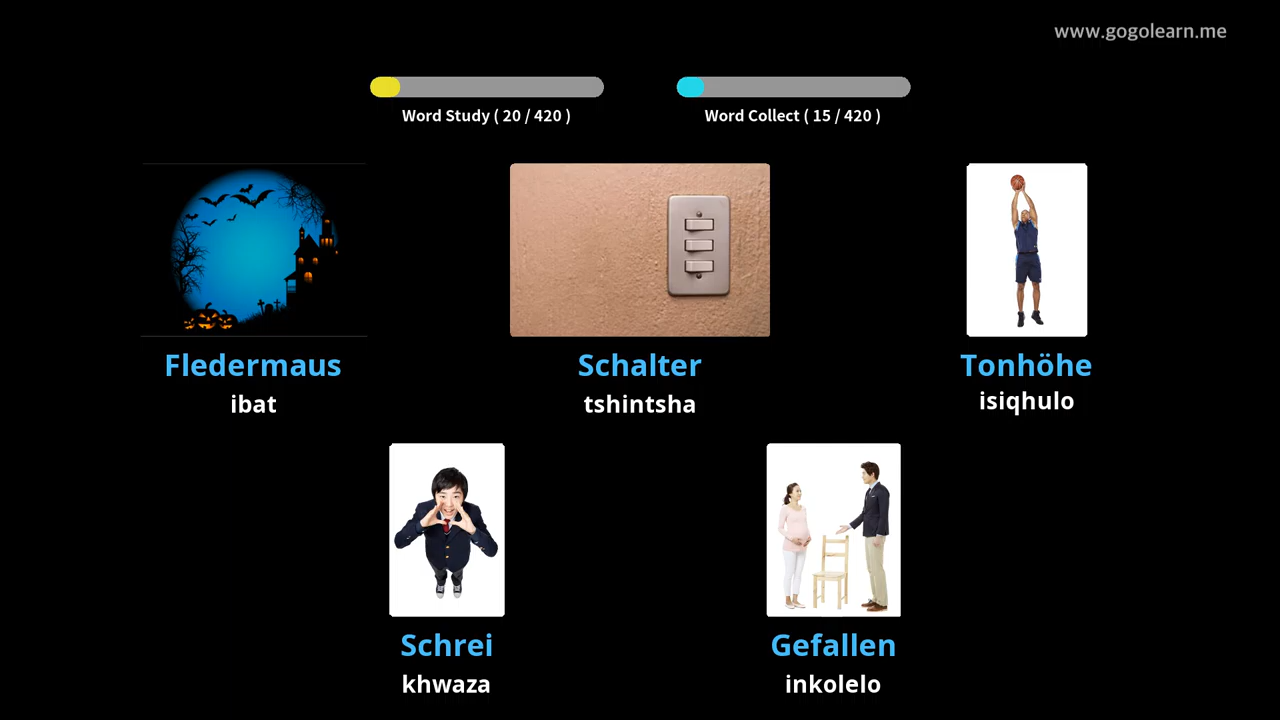 www.gogolearn.me
Word Study ( 20 / 420 )
Word Collect ( 15 / 420 )
Fledermaus
Schalter
Tonhöhe
ibat
tshintsha
isiqhulo
Schrei
Gefallen
khwaza
inkolelo